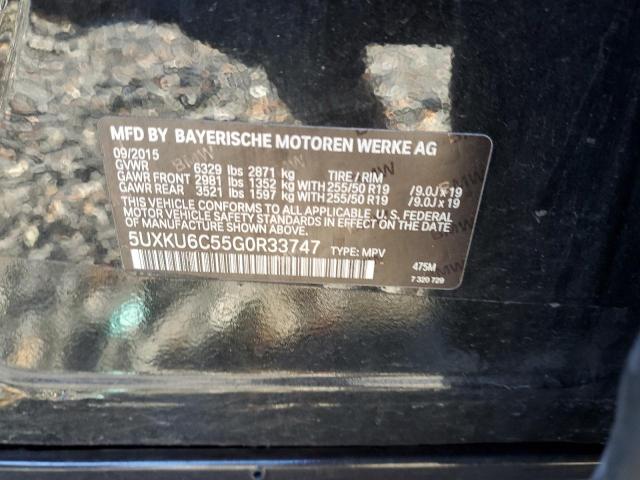 MFD BY BAYERISCHE MOTOREN WERKE AG
09/2015
GVWR 6329 lbs 2871 kg TIRE / RIM
GAWR FRONT 2981 lbs 1352 kg WITH 255/50 R19 /9.0J x 19
GAWR REAR 3521 lbs 1597 kg WITH 255/50 R19 /9.0J x 19
THIS VEHICLE CONFORMS TO ALL APPLICABLE U.S. FEDERAL
MOTOR VEHICLE SAFETY STANDARDS IN EFFECT ON THE DATE
OF MANUFACTURE SHOWN ABOVE.
5UXKU6C55G0R33747 TYPE: MPV
475M
7 320 729